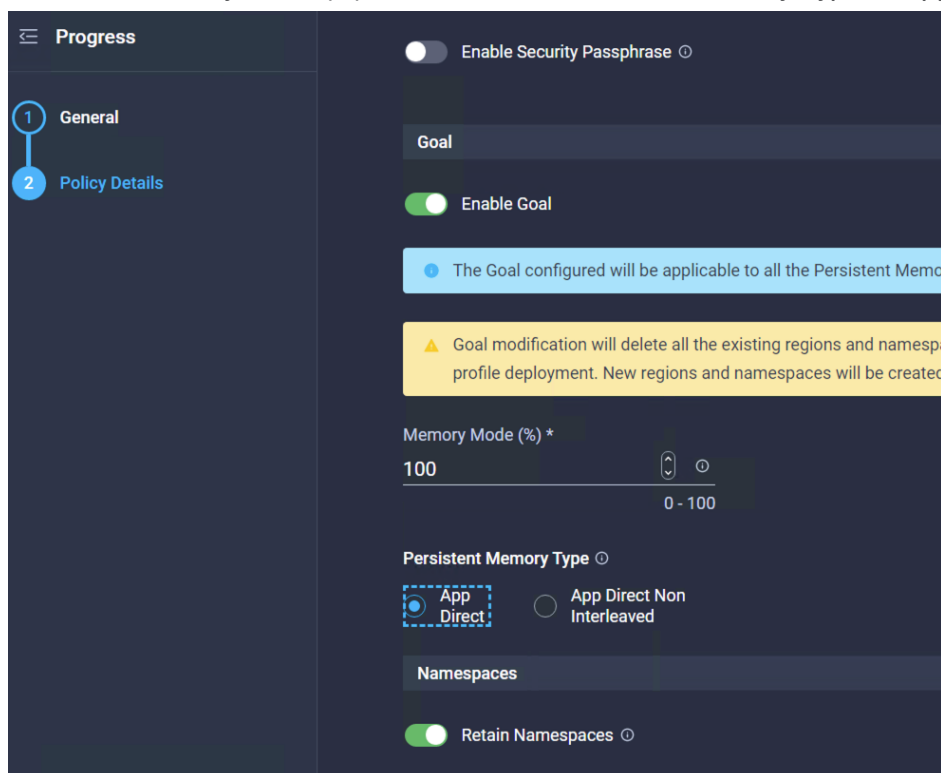 Progress
Enable Security Passphrase
1 General
Goal
2 Policy Details
Enable Goal
The Goal configured will be applicable to all the Persistent
Goal modification will delete all the existing regions and
profile deployment. New regions and namespaces will be created
Memory Mode (%) *
100
0 - 100
Persistent Memory Type
App Direct
App Direct Non Interleaved
Namespaces
Retain Namespaces